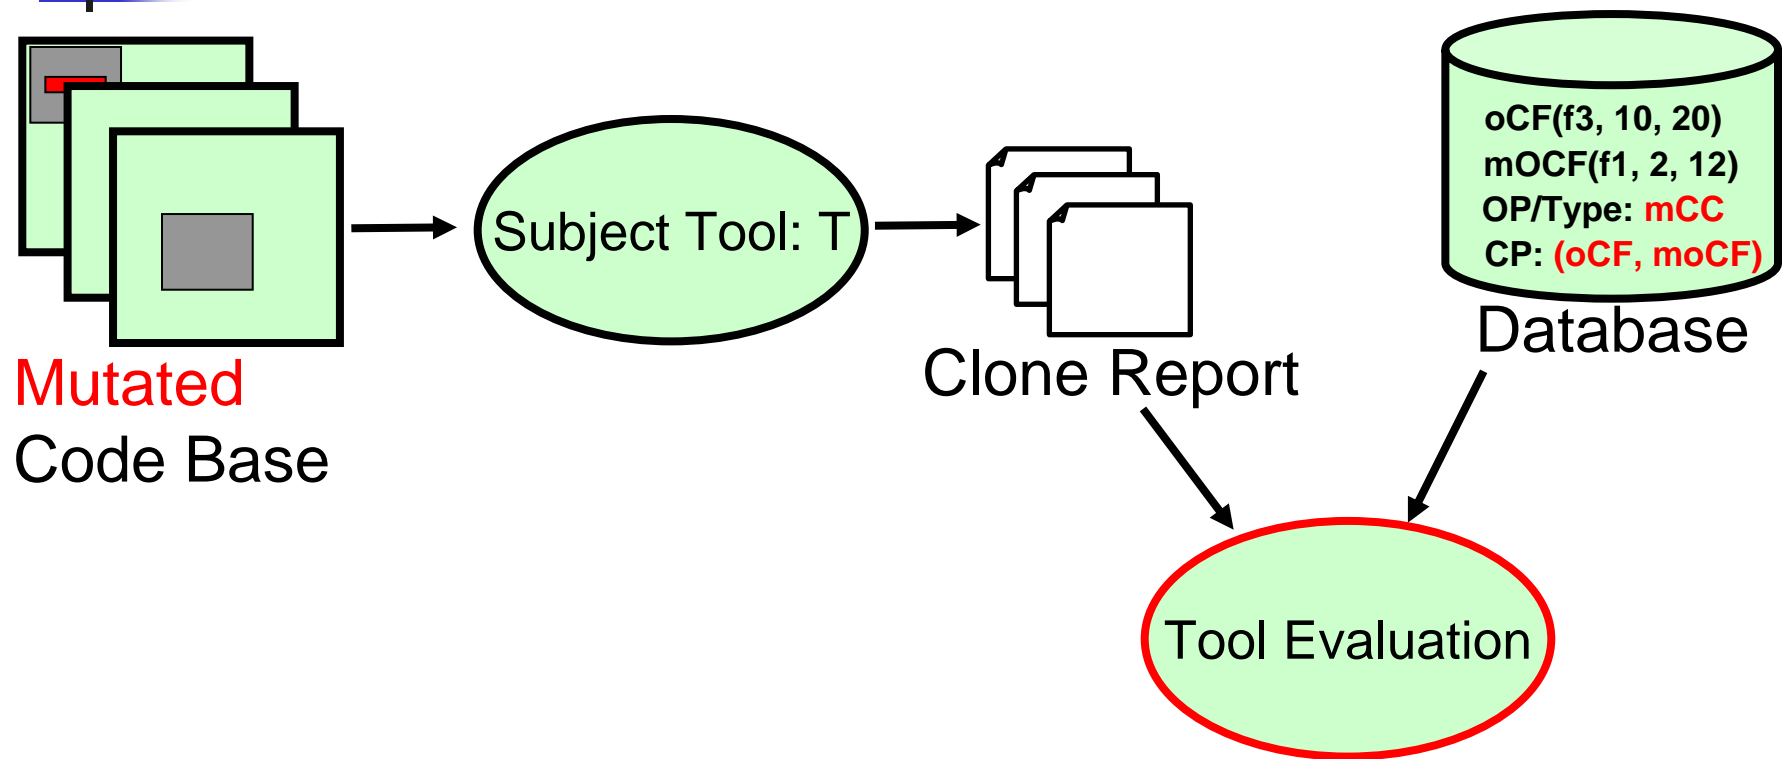 oCF(f3, 10, 20)
mOCF(f1, 2, 12)
OP/Type: mCC
CP: (oCF, moCF)
Database
Subject Tool: T
Clone Report
Mutated
Code Base
Tool Evaluation